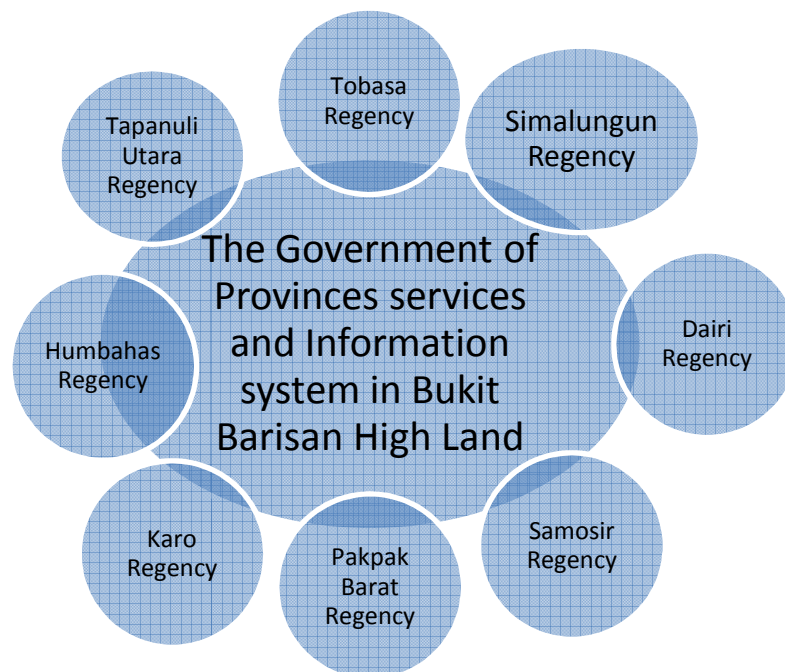 Tobasa
Regency
Simalungun
Regency
Tapanuli
Utara
Regency
The Government of
Provinces services
and Information
system in Bukit
Barisan High Land
Dairi
Regency
Humbahas
Regency
Samosir
Regency
Karo
Regency
Pakpak
Barat
Regency